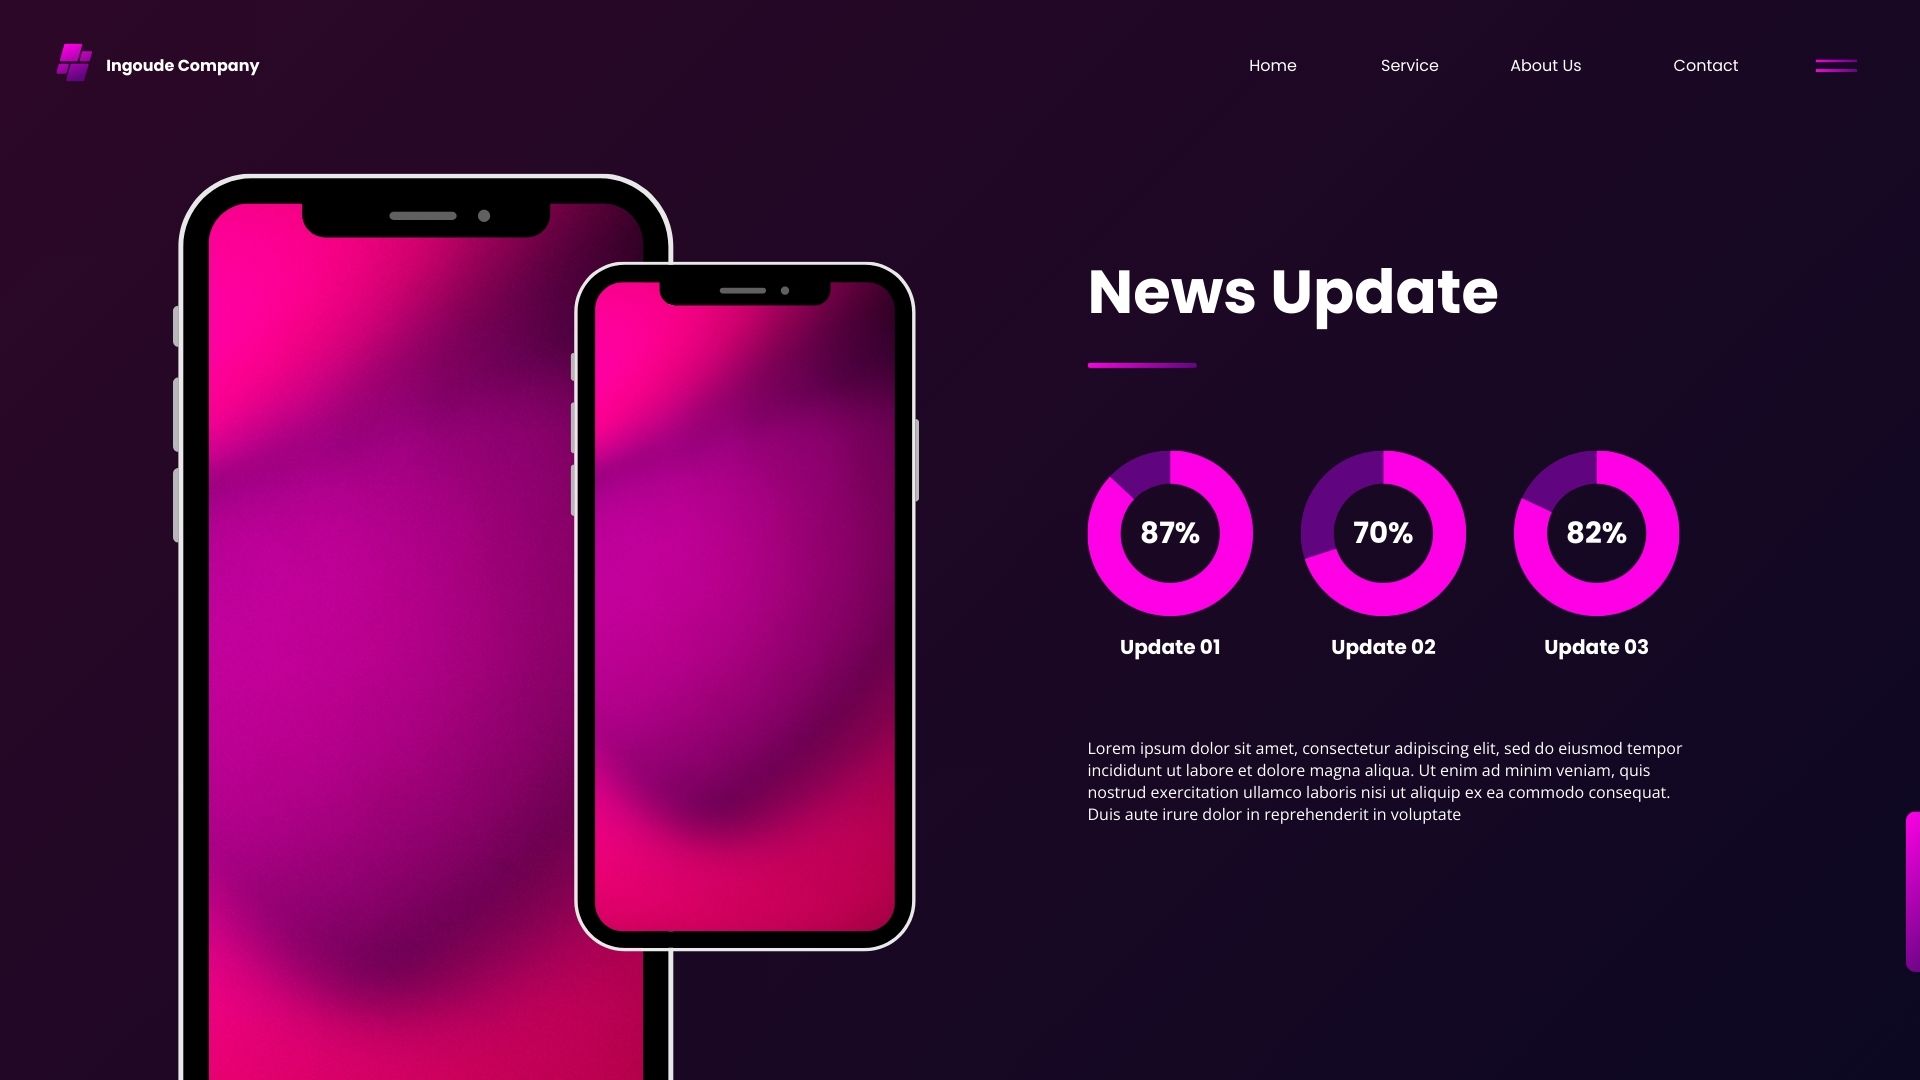 Ingoude Company
Home
Service
About Us
Contact
News Update
87%
70%
82%
Update 01
Update 02
Update 03
Lorem ipsum dolor sit amet, consectetur adipiscing elit, sed do eiusmod tempor
incididunt ut labore et dolore magna aliqua. Ut enim ad minim veniam, quis
nostrud exercitation ullamco laboris nisi ut aliquip ex ea commodo consequat.
Duis aute irure dolor in reprehenderit in voluptate